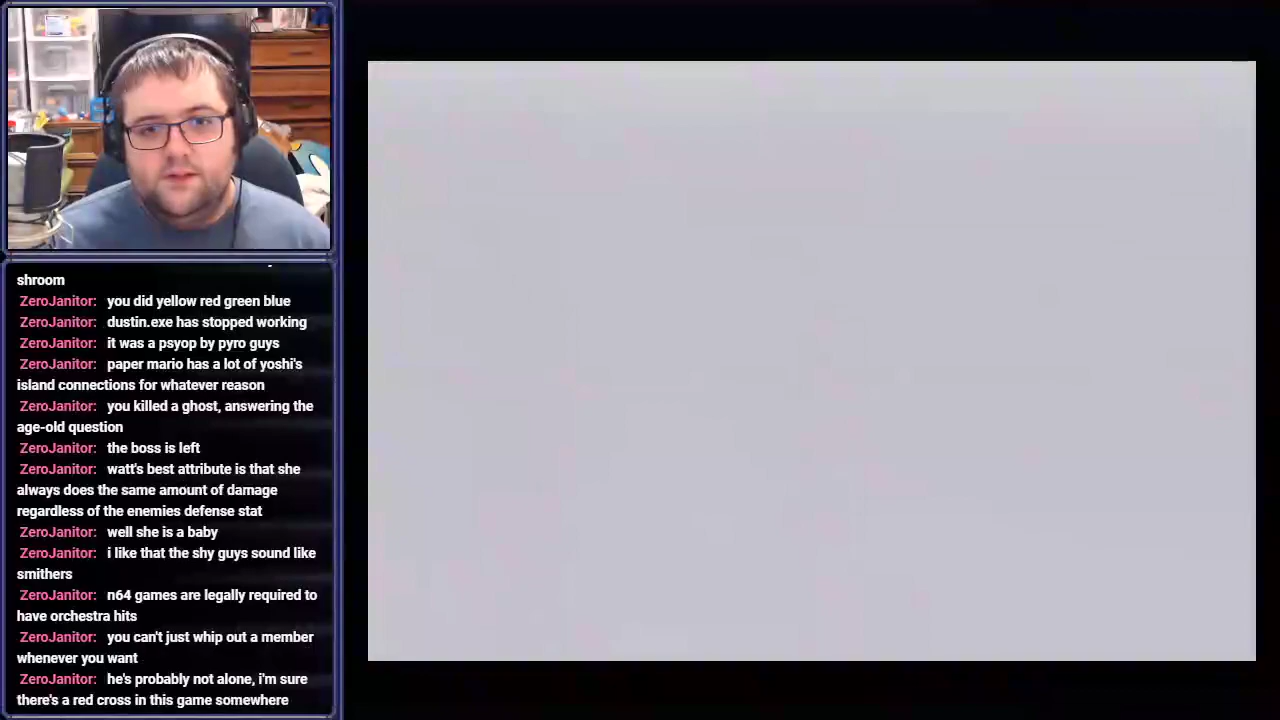 shroom
ZeroJanitor: you did yellow red green blue
ZeroJanitor: dustin.exe has stopped working
ZeroJanitor: it was a psyop by pyro guys
ZeroJanitor: paper mario has a lot of yoshi's
island connections for whatever reason
ZeroJanitor: you killed a ghost, answering the
age-old question
ZeroJanitor: the boss is left
ZeroJanitor: watt's best attribute is that she
always does the same amount of damage
regardless of the enemies defense stat
ZeroJanitor: well she is a baby
ZeroJanitor: i like that the shy guys sound like
smithers
ZeroJanitor: n64 games are legally required to
have orchestra hits
ZeroJanitor: you can't just whip out a member
whenever you want
ZeroJanitor: he's probably not alone, i'm sure
there's a red cross in this game somewhere